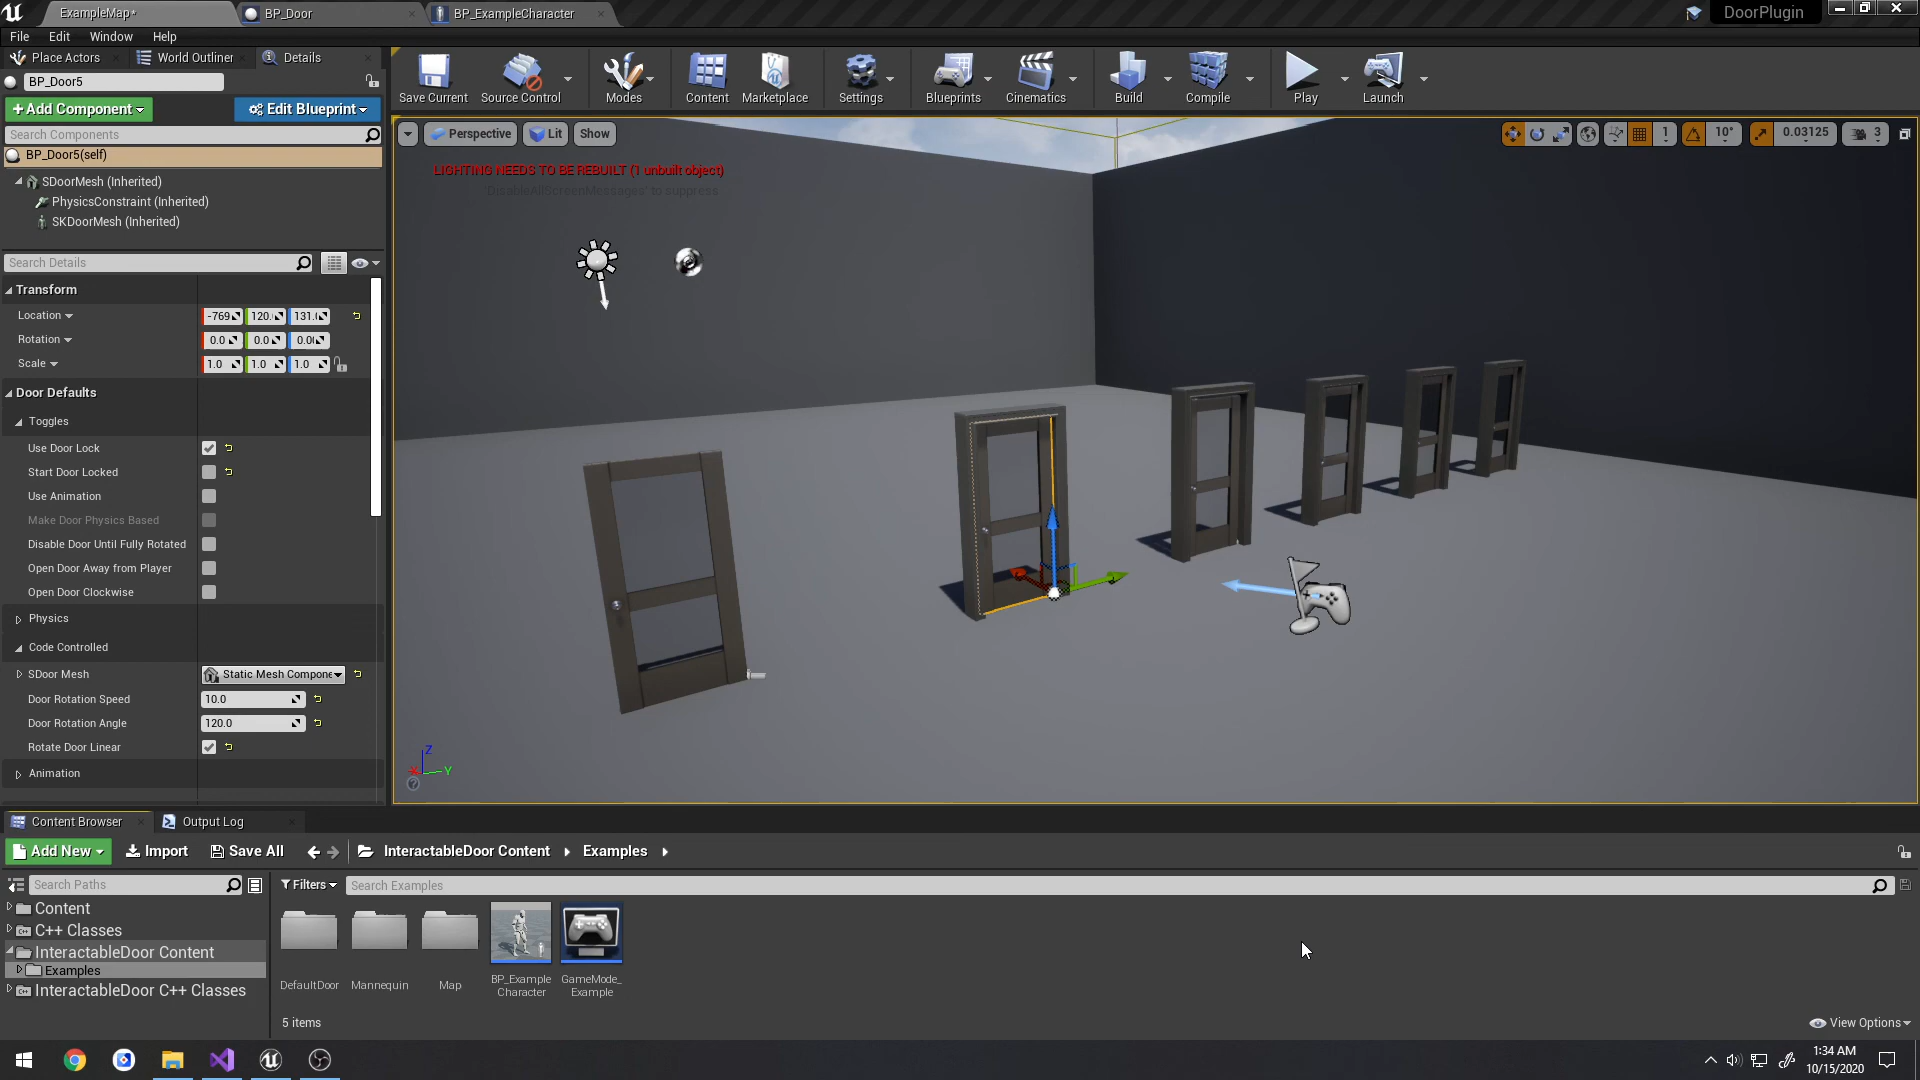 ExampleMap*
BP_Door
BP_ExampleCharacter
DoorPlugin
File Edit Window Help
Place Actors
World Outliner
Details
BP_Door5
+Add Component
Edit Blueprint
Search Components
BP_Door5(self)
SDoorMesh (Inherited)
PhysicsConstraint (Inherited)
SKDoorMesh (Inherited)
Search Details
Transform
Location -769 120. 131.
Rotation 0.0 0.0
Scale 1.0 1.0 1.0
Door Defaults
Toggles
Use Door Lock
Start Door Locked
Use Animation
Make Door Physics Based
Disable Door Until Fully Rotated
Open Door Away from Player
Open Door Clockwise
Physics
Code Controlled
SDoor Mesh Static Mesh Compone
Door Rotation Speed 10.0
Door Rotation Angle 120.0
Rotate Door Linear
Animation
Save Current
Source Control
Modes
Content
Marketplace
Settings
Blueprints
Cinematics
Build
Compile
Play
Launch
Perspective
Lit
Show
1
10°
0.03125
3
LIGHTING NEEDS TO BE REBUILT (1 unbuilt object)
'DisableAllScreenMessages' to suppress
Z
X
Y
Content Browser
Output Log
Add New
Import
Save All
InteractableDoor Content
Examples
Search Paths
Filters
Search Examples
Content
C++ Classes
InteractableDoor Content
Examples
InteractableDoor C++ Classes
DefaultDoor
Mannequin
Map
BP_Example
Character
GameMode_
Example
5 items
View Options
1:34 AM
10/15/2020